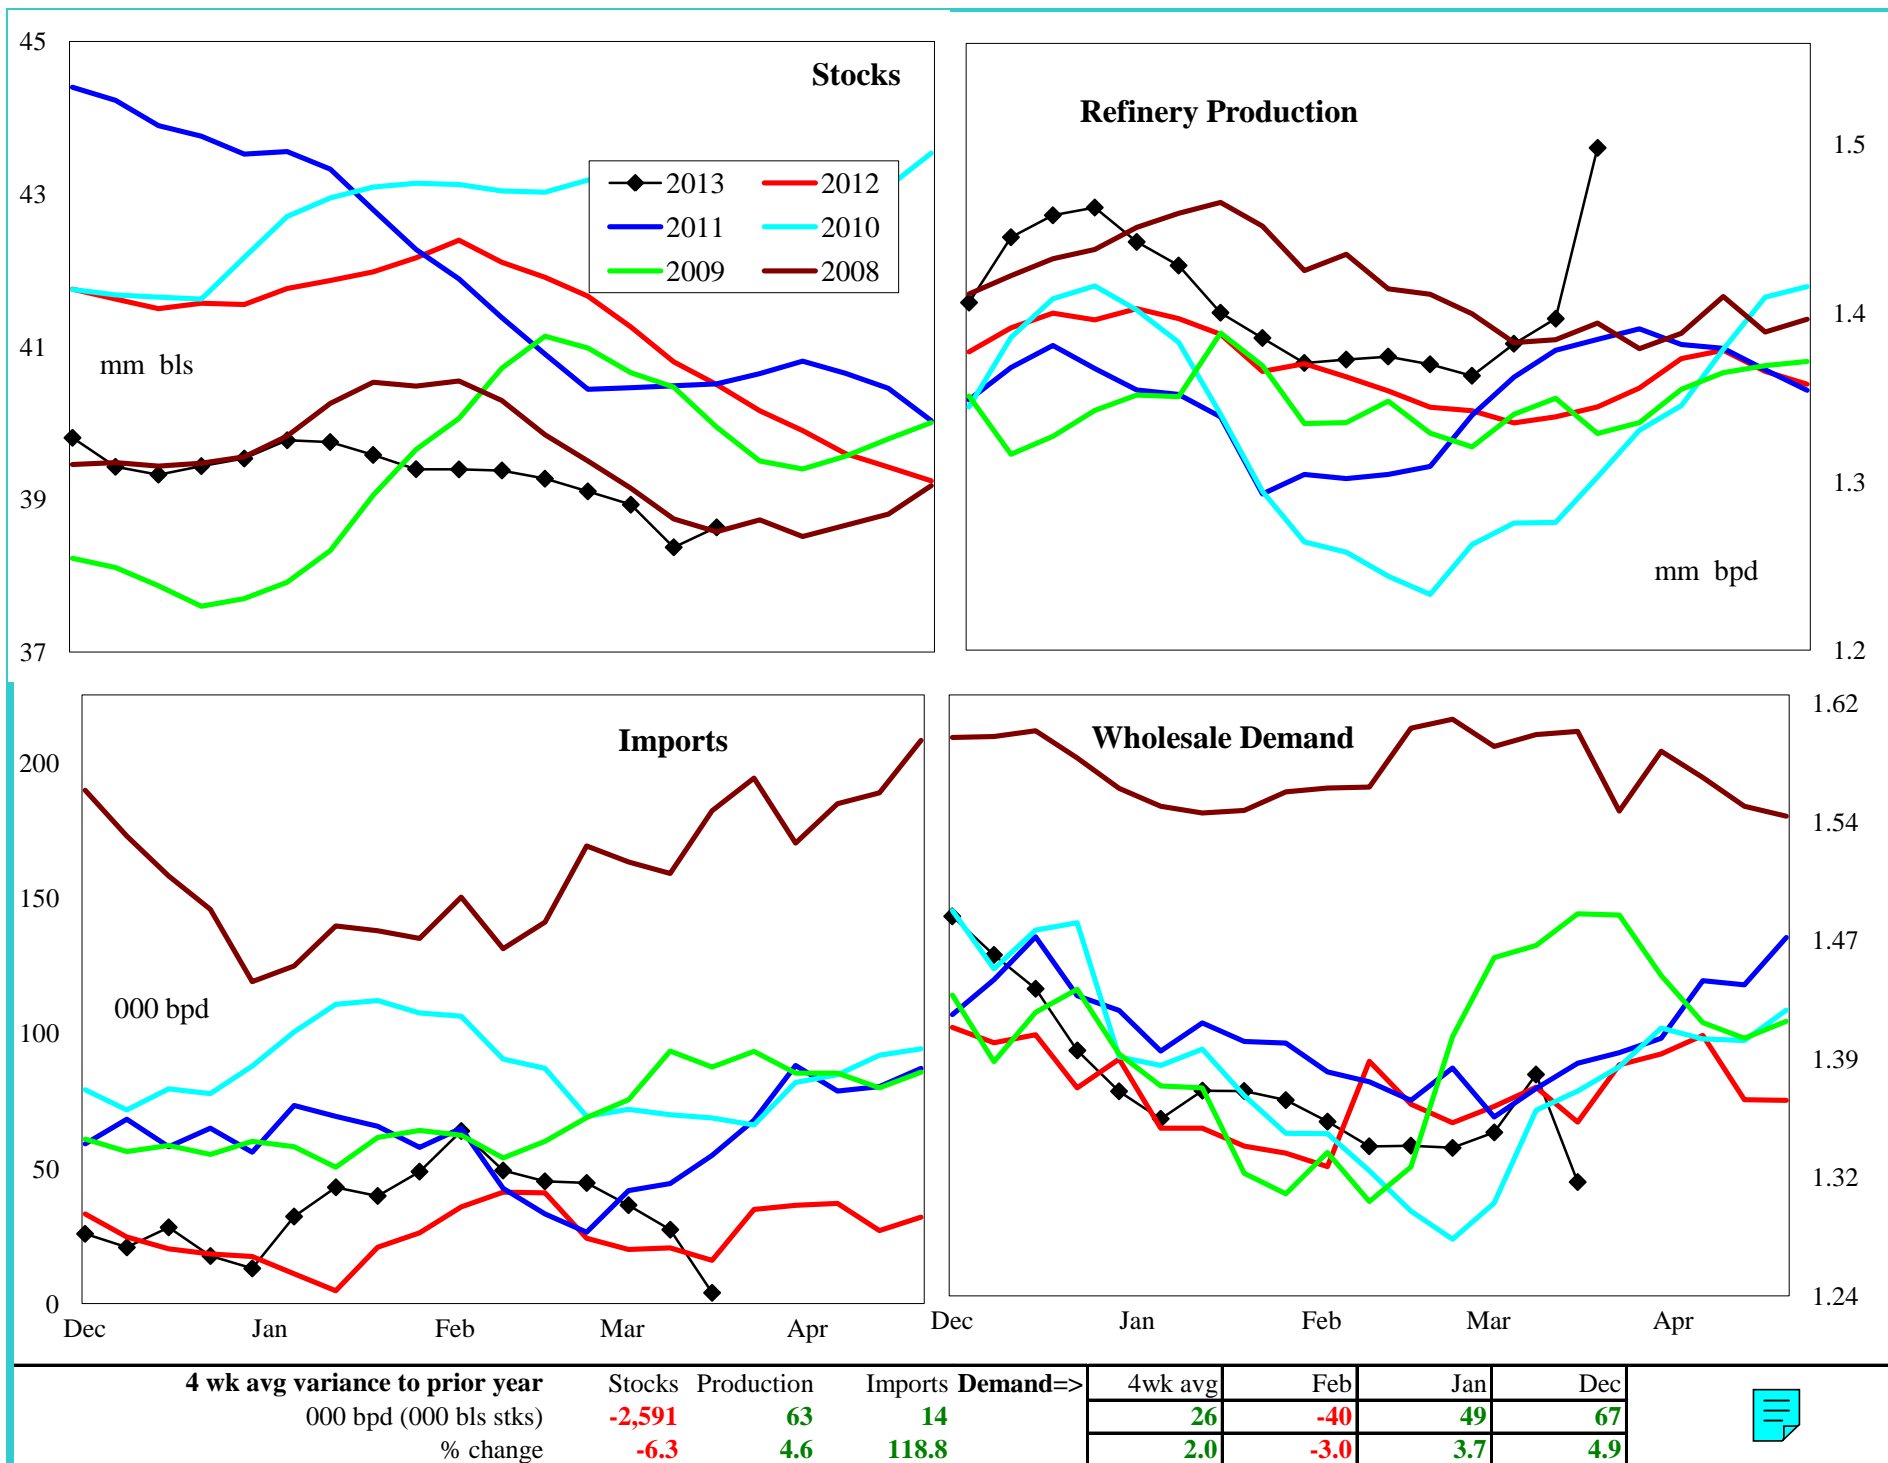 45
43
41
39
37
Stocks
mm bls
2013
2012
2011
2010
2009
2008
Refinery Production
mm bpd
1.5
1.4
1.3
1.2
200
150
100
50
0
Imports
000 bpd
Dec Jan Feb Mar Apr
Wholesale Demand
1.62
1.54
1.47
1.39
1.32
1.24
Dec Jan Feb Mar Apr
4 wk avg variance to prior year Stocks Production Imports Demand=> 4wk avg Feb Jan Dec
000 bpd (000 bls stks) -2,591 63 14 26 -40 49 67
% change -6.3 4.6 118.8 2.0 -3.0 3.7 4.9